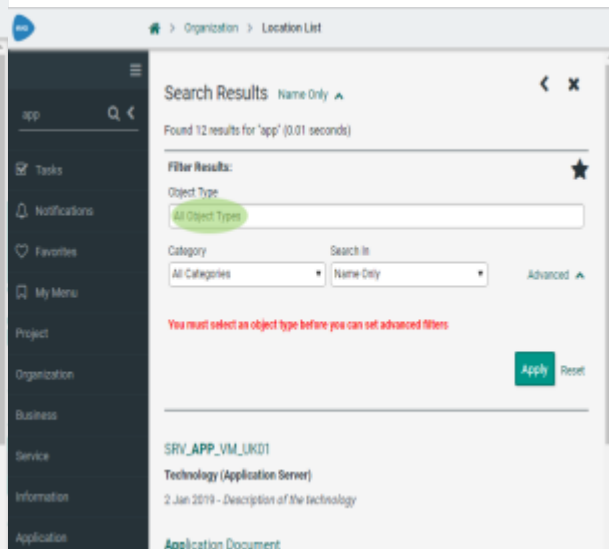 Organization > Location List
Search Results Name Only
app
Found 12 results for "app" (0.01 seconds)
Tasks
Notifications
Favorites
My Menu
Project
Organization
Business
Service
Information
Application
Filter Results:
Object Type
All Object Types
Category Search In
All Categories Name Only Advanced
You must select an object type before you can set advanced filters
Apply Reset
SRV_APP_VM_UK01
Technology (Application Server)
2 Jan 2019 - Description of the technology
Application Document